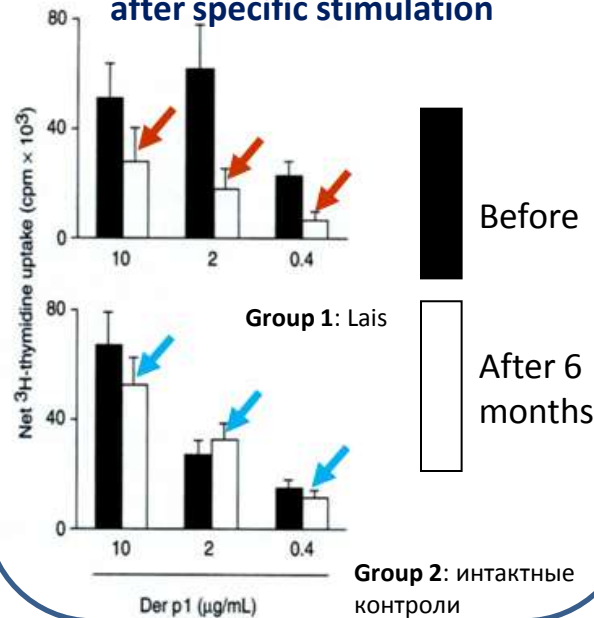 after specific stimulation
Net ³H-thymidine uptake (cpm × 10³)
80
40
0
10 2 0.4
Group 1: Lais
80
40
0
10 2 0.4
Der p1 (µg/mL)
Group 2: интактные
контроли
Before
After 6
months